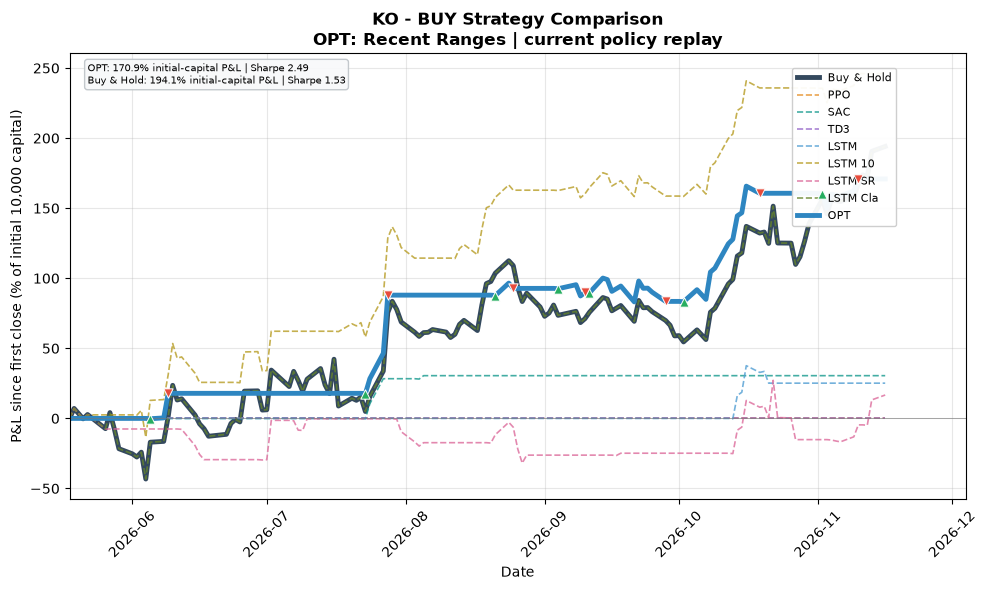 KO - BUY Strategy Comparison
OPT: Recent Ranges | current policy replay
OPT: 170.9% initial-capital P&L | Sharpe 2.49
Buy & Hold: 194.1% initial-capital P&L | Sharpe 1.53
Buy & Hold
PPO
SAC
TD3
LSTM
LSTM 10
LSTM SR
LSTM Cla
OPT
P&L since first close (% of initial 10,000 capital)
250
200
150
100
50
0
−50
2026-06
2026-07
2026-08
2026-09
2026-10
2026-11
2026-12
Date